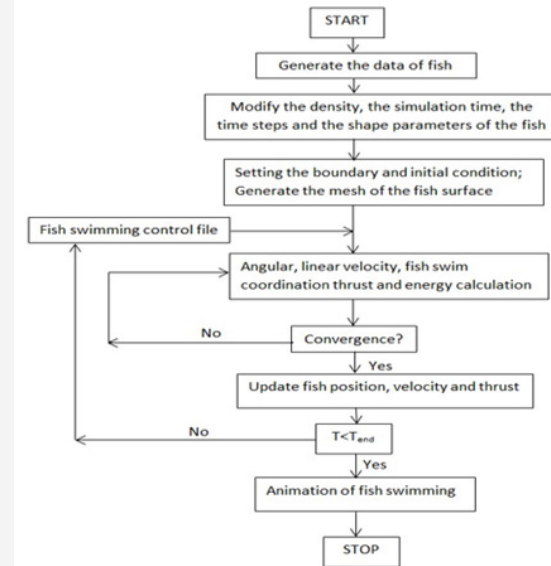 START
Generate the data of fish
Modify the density, the simulation time, the
time steps and the shape parameters of the fish
Setting the boundary and initial condition;
Generate the mesh of the fish surface
Fish swimming control file
Angular, linear velocity, fish swim
coordination thrust and energy calculation
No
Convergence?
Yes
Update fish position, velocity and thrust
No
T<Tend
Yes
Animation of fish swimming
STOP